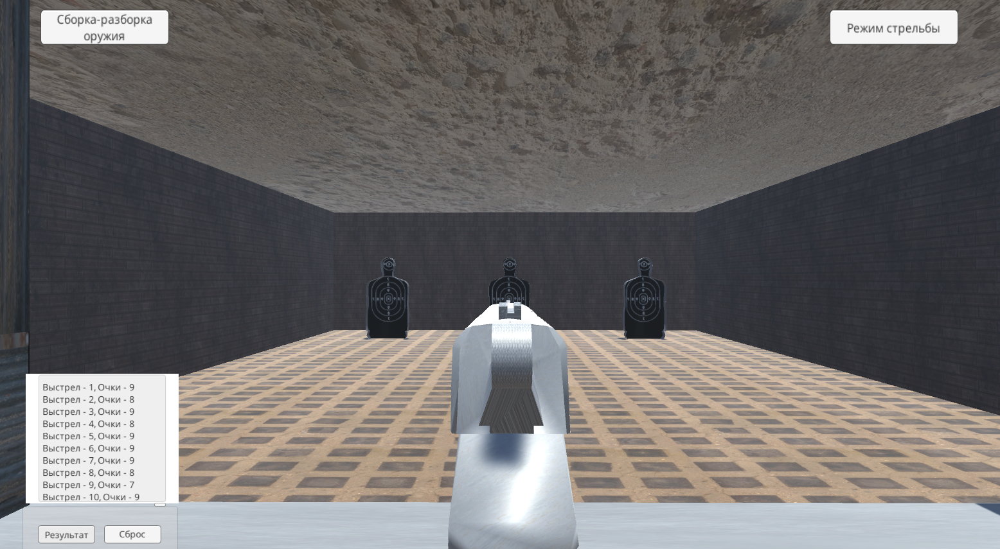 Сборка-разборка
оружия
Режим стрельбы
Выстрел - 1, Очки - 9
Выстрел - 2, Очки - 8
Выстрел - 3, Очки - 9
Выстрел - 4, Очки - 8
Выстрел - 5, Очки - 9
Выстрел - 6, Очки - 9
Выстрел - 7, Очки - 9
Выстрел - 8, Очки - 8
Выстрел - 9, Очки - 7
Выстрел - 10, Очки - 9
Результат
Сброс